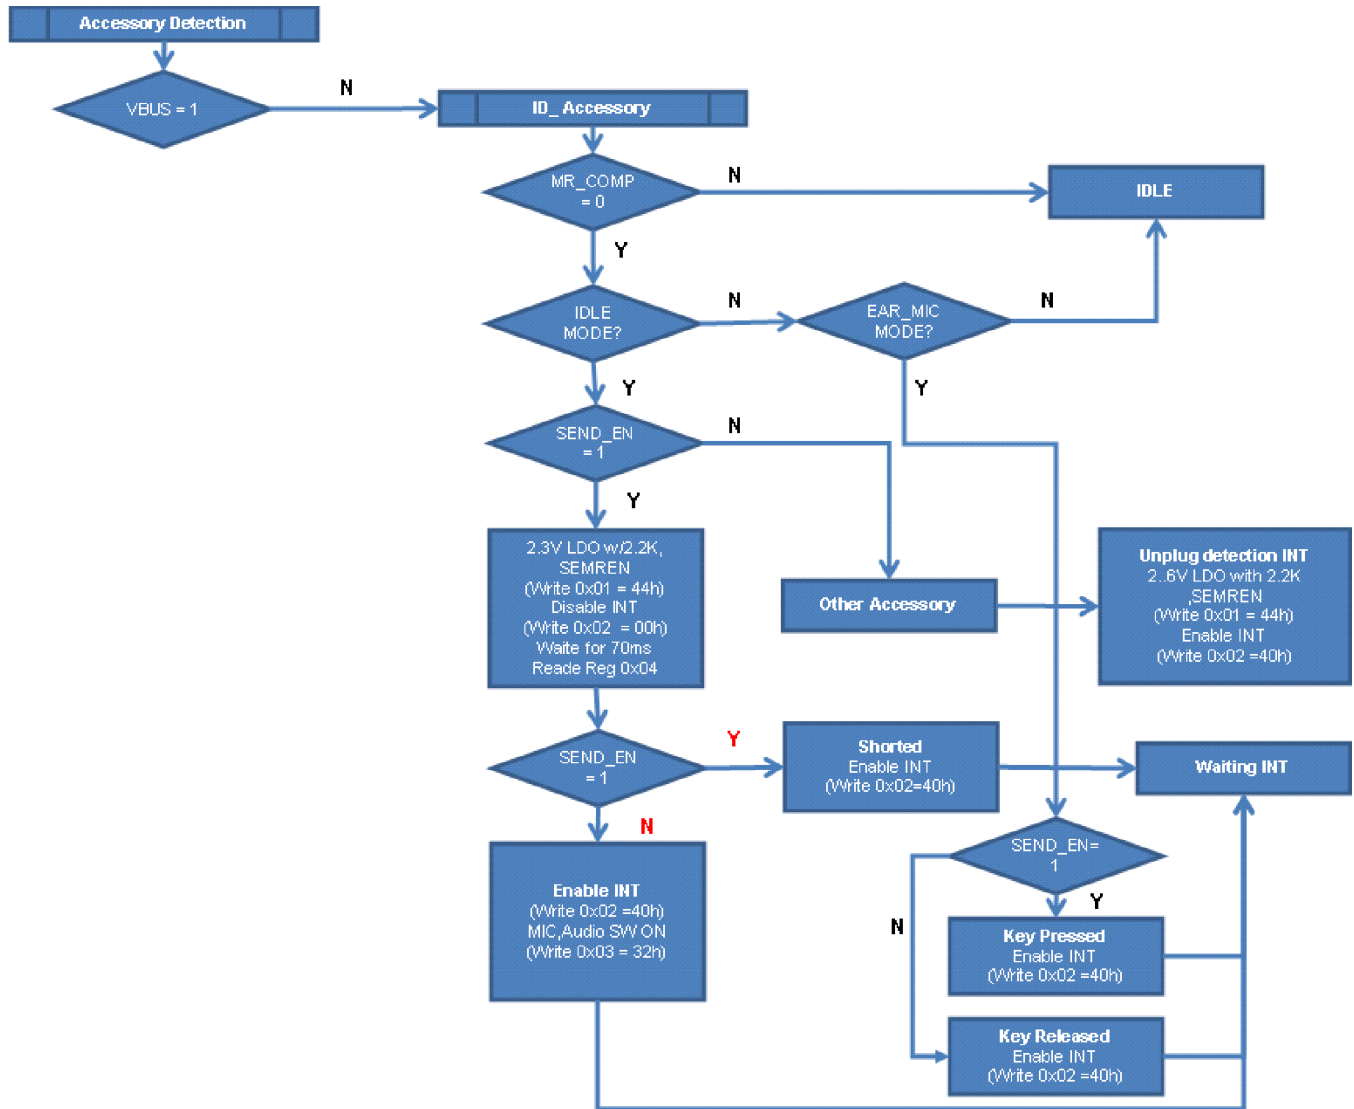 Accessory Detection
VBUS = 1
N
ID_ Accessory
MR_COMP
= 0
N
IDLE
Y
IDLE
MODE?
N
EAR_MIC
MODE?
N
Y
Y
SEND_EN
= 1
N
Y
2.3V LDO w/2.2K,
SEMREN
(Write 0x01 = 44h)
Disable INT
(Write 0x02 = 00h)
Waite for 70ms
Reade Reg 0x04
Other Accessory
Unplug detection INT
2..6V LDO with 2.2K
,SEMREN
(Write 0x01 = 44h)
Enable INT
(Write 0x02 =40h)
SEND_EN
= 1
Y
Shorted
Enable INT
(Write 0x02=40h)
Waiting INT
N
SEND_EN=
1
Y
N
Enable INT
(Write 0x02 =40h)
MIC,Audio SW ON
(Write 0x03 = 32h)
Key Pressed
Enable INT
(Write 0x02 =40h)
Key Released
Enable INT
(Write 0x02 =40h)